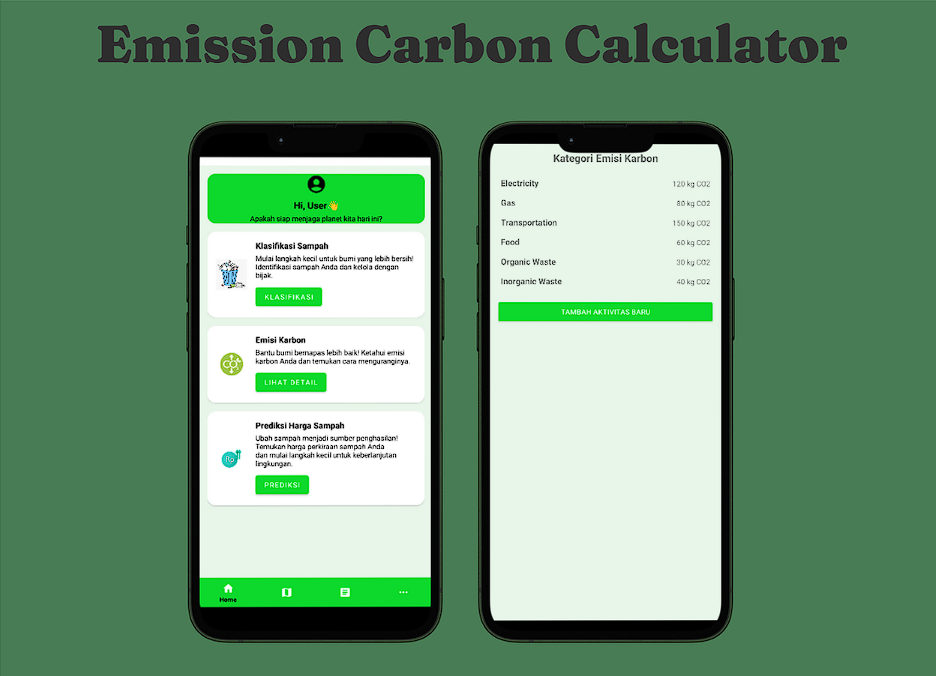 Emission Carbon Calculator
Hi, User 👋
Apakah siap menjaga planet kita hari ini?
Klasifikasi Sampah
Mulai langkah kecil untuk bumi yang lebih bersih!
Identifikasi sampah Anda dan kelola dengan
bijak.
KLASIFIKASI
Emisi Karbon
Bantu bumi bernapas lebih baik! Ketahui emisi
karbon Anda dan temukan cara menguranginya.
LIHAT DETAIL
Prediksi Harga Sampah
Ubah sampah menjadi sumber penghasilan!
Temukan harga perkiraan sampah Anda
dan mulai langkah kecil untuk keberlanjutan
lingkungan.
Rp
PREDIKSI
Home
Kategori Emisi Karbon
Electricity 120 kg CO2
Gas 80 kg CO2
Transportation 150 kg CO2
Food 60 kg CO2
Organic Waste 30 kg CO2
Inorganic Waste 40 kg CO2
TAMBAH AKTIVITAS BARU